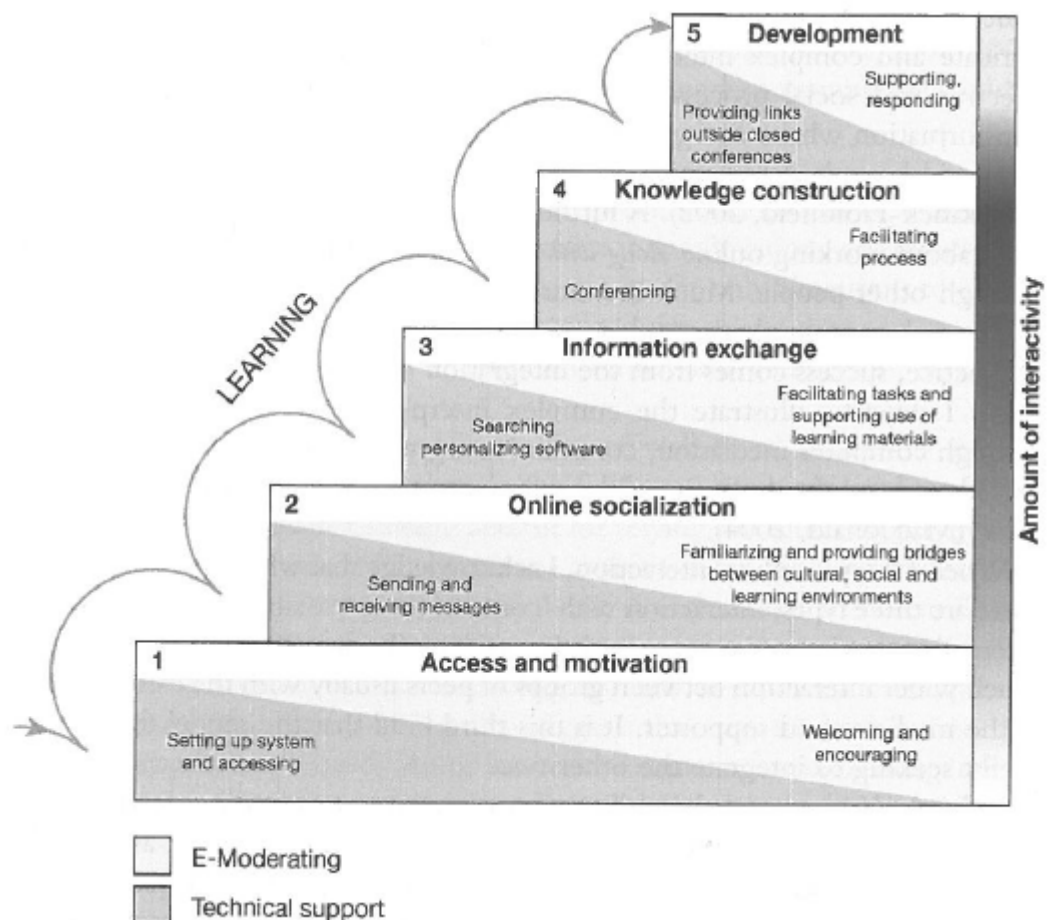 5 Development
Supporting,
responding
Providing links
outside closed
conferences
4 Knowledge construction
Facilitating
process
Conferencing
3 Information exchange
Facilitating tasks and
supporting use of
learning materials
Searching
personalizing software
2 Online socialization
Familiarizing and providing bridges
between cultural, social and
learning environments
Sending and
receiving messages
1 Access and motivation
Welcoming and
encouraging
Setting up system
and accessing
LEARNING
Amount of interactivity
E-Moderating
Technical support